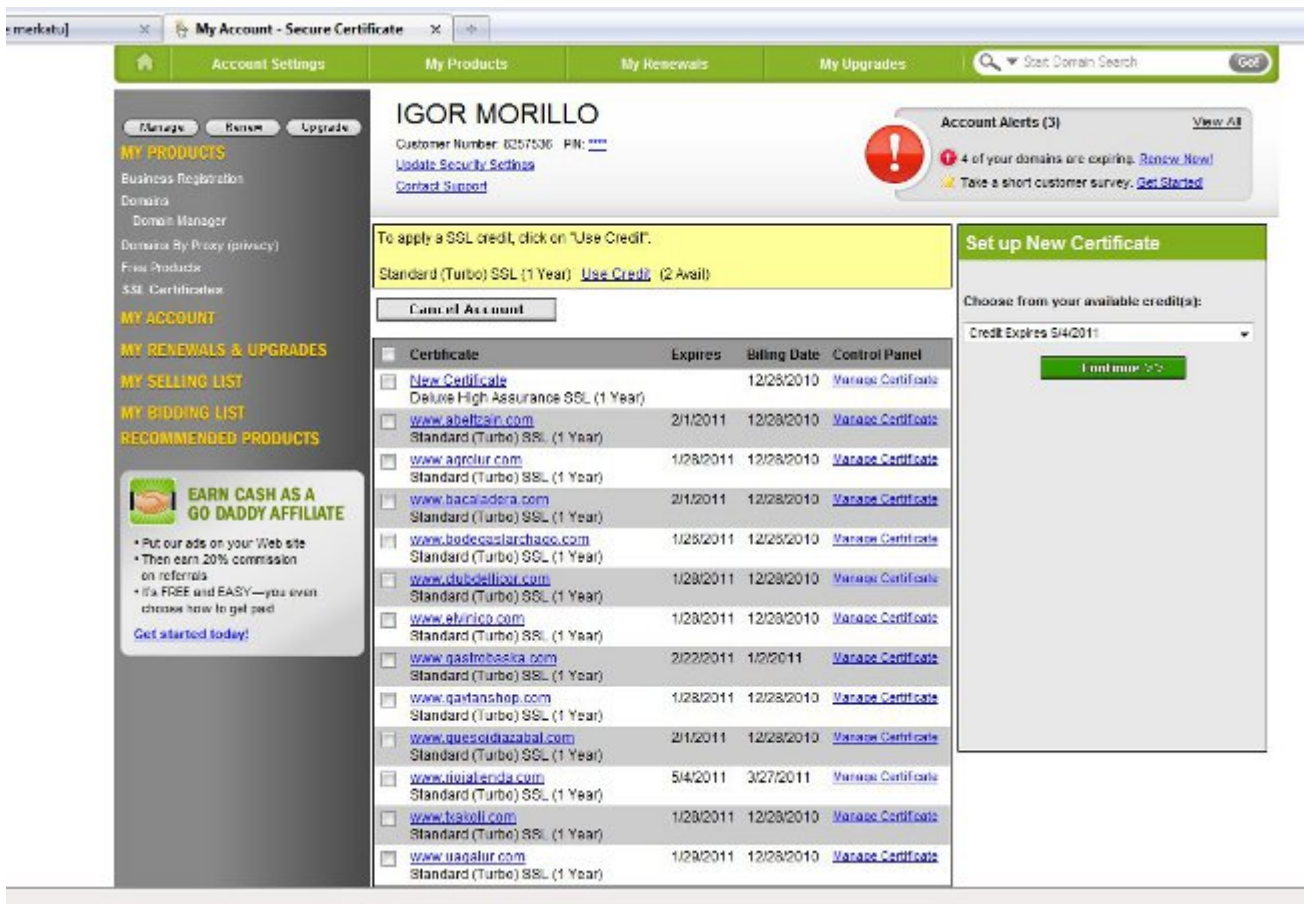 merkatu]
My Account - Secure Certificate
Account Settings
My Products
My Renewals
My Upgrades
Start Domain Search
Go!
Manage
Renew
Upgrade
MY PRODUCTS
Business Registration
Domains
Domain Manager
Domains By Proxy (privacy)
Free Products
SSL Certificates
MY ACCOUNT
MY RENEWALS & UPGRADES
MY SELLING LIST
MY BIDDING LIST
RECOMMENDED PRODUCTS
EARN CASH AS A
GO DADDY AFFILIATE
• Put our ads on your Web site
• Then earn 20% commission
on referrals
• It's FREE and EASY—you even
choose how to get paid
Get started today!
IGOR MORILLO
Customer Number: 8257536 PIN: ****
Update Security Settings
Contact Support
Account Alerts (3)
View All
4 of your domains are expiring. Renew Now!
Take a short customer survey. Get Started!
To apply a SSL credit, click on "Use Credit".
Standard (Turbo) SSL (1 Year) Use Credit (2 Avail)
Cancel Account
Certificate Expires Billing Date Control Panel
New Certificate 12/26/2010 Manage Certificate
Deluxe High Assurance SSL (1 Year)
www.abeltzain.com 2/1/2011 12/28/2010 Manage Certificate
Standard (Turbo) SSL (1 Year)
www.agrolur.com 1/28/2011 12/28/2010 Manage Certificate
Standard (Turbo) SSL (1 Year)
www.bacaladera.com 2/1/2011 12/28/2010 Manage Certificate
Standard (Turbo) SSL (1 Year)
www.bodegaslarchago.com 1/26/2011 12/26/2010 Manage Certificate
Standard (Turbo) SSL (1 Year)
www.clubdellicor.com 1/28/2011 12/28/2010 Manage Certificate
Standard (Turbo) SSL (1 Year)
www.elvinico.com 1/28/2011 12/28/2010 Manage Certificate
Standard (Turbo) SSL (1 Year)
www.gastrobaska.com 2/22/2011 1/2/2011 Manage Certificate
Standard (Turbo) SSL (1 Year)
www.gaytanshop.com 1/28/2011 12/28/2010 Manage Certificate
Standard (Turbo) SSL (1 Year)
www.quesoidiazabal.com 2/1/2011 12/28/2010 Manage Certificate
Standard (Turbo) SSL (1 Year)
www.riojatienda.com 5/4/2011 3/27/2011 Manage Certificate
Standard (Turbo) SSL (1 Year)
www.txakoli.com 1/28/2011 12/28/2010 Manage Certificate
Standard (Turbo) SSL (1 Year)
www.uagalur.com 1/29/2011 12/28/2010 Manage Certificate
Standard (Turbo) SSL (1 Year)
Set up New Certificate
Choose from your available credit(s):
Credit Expires 5/4/2011
Continue >>